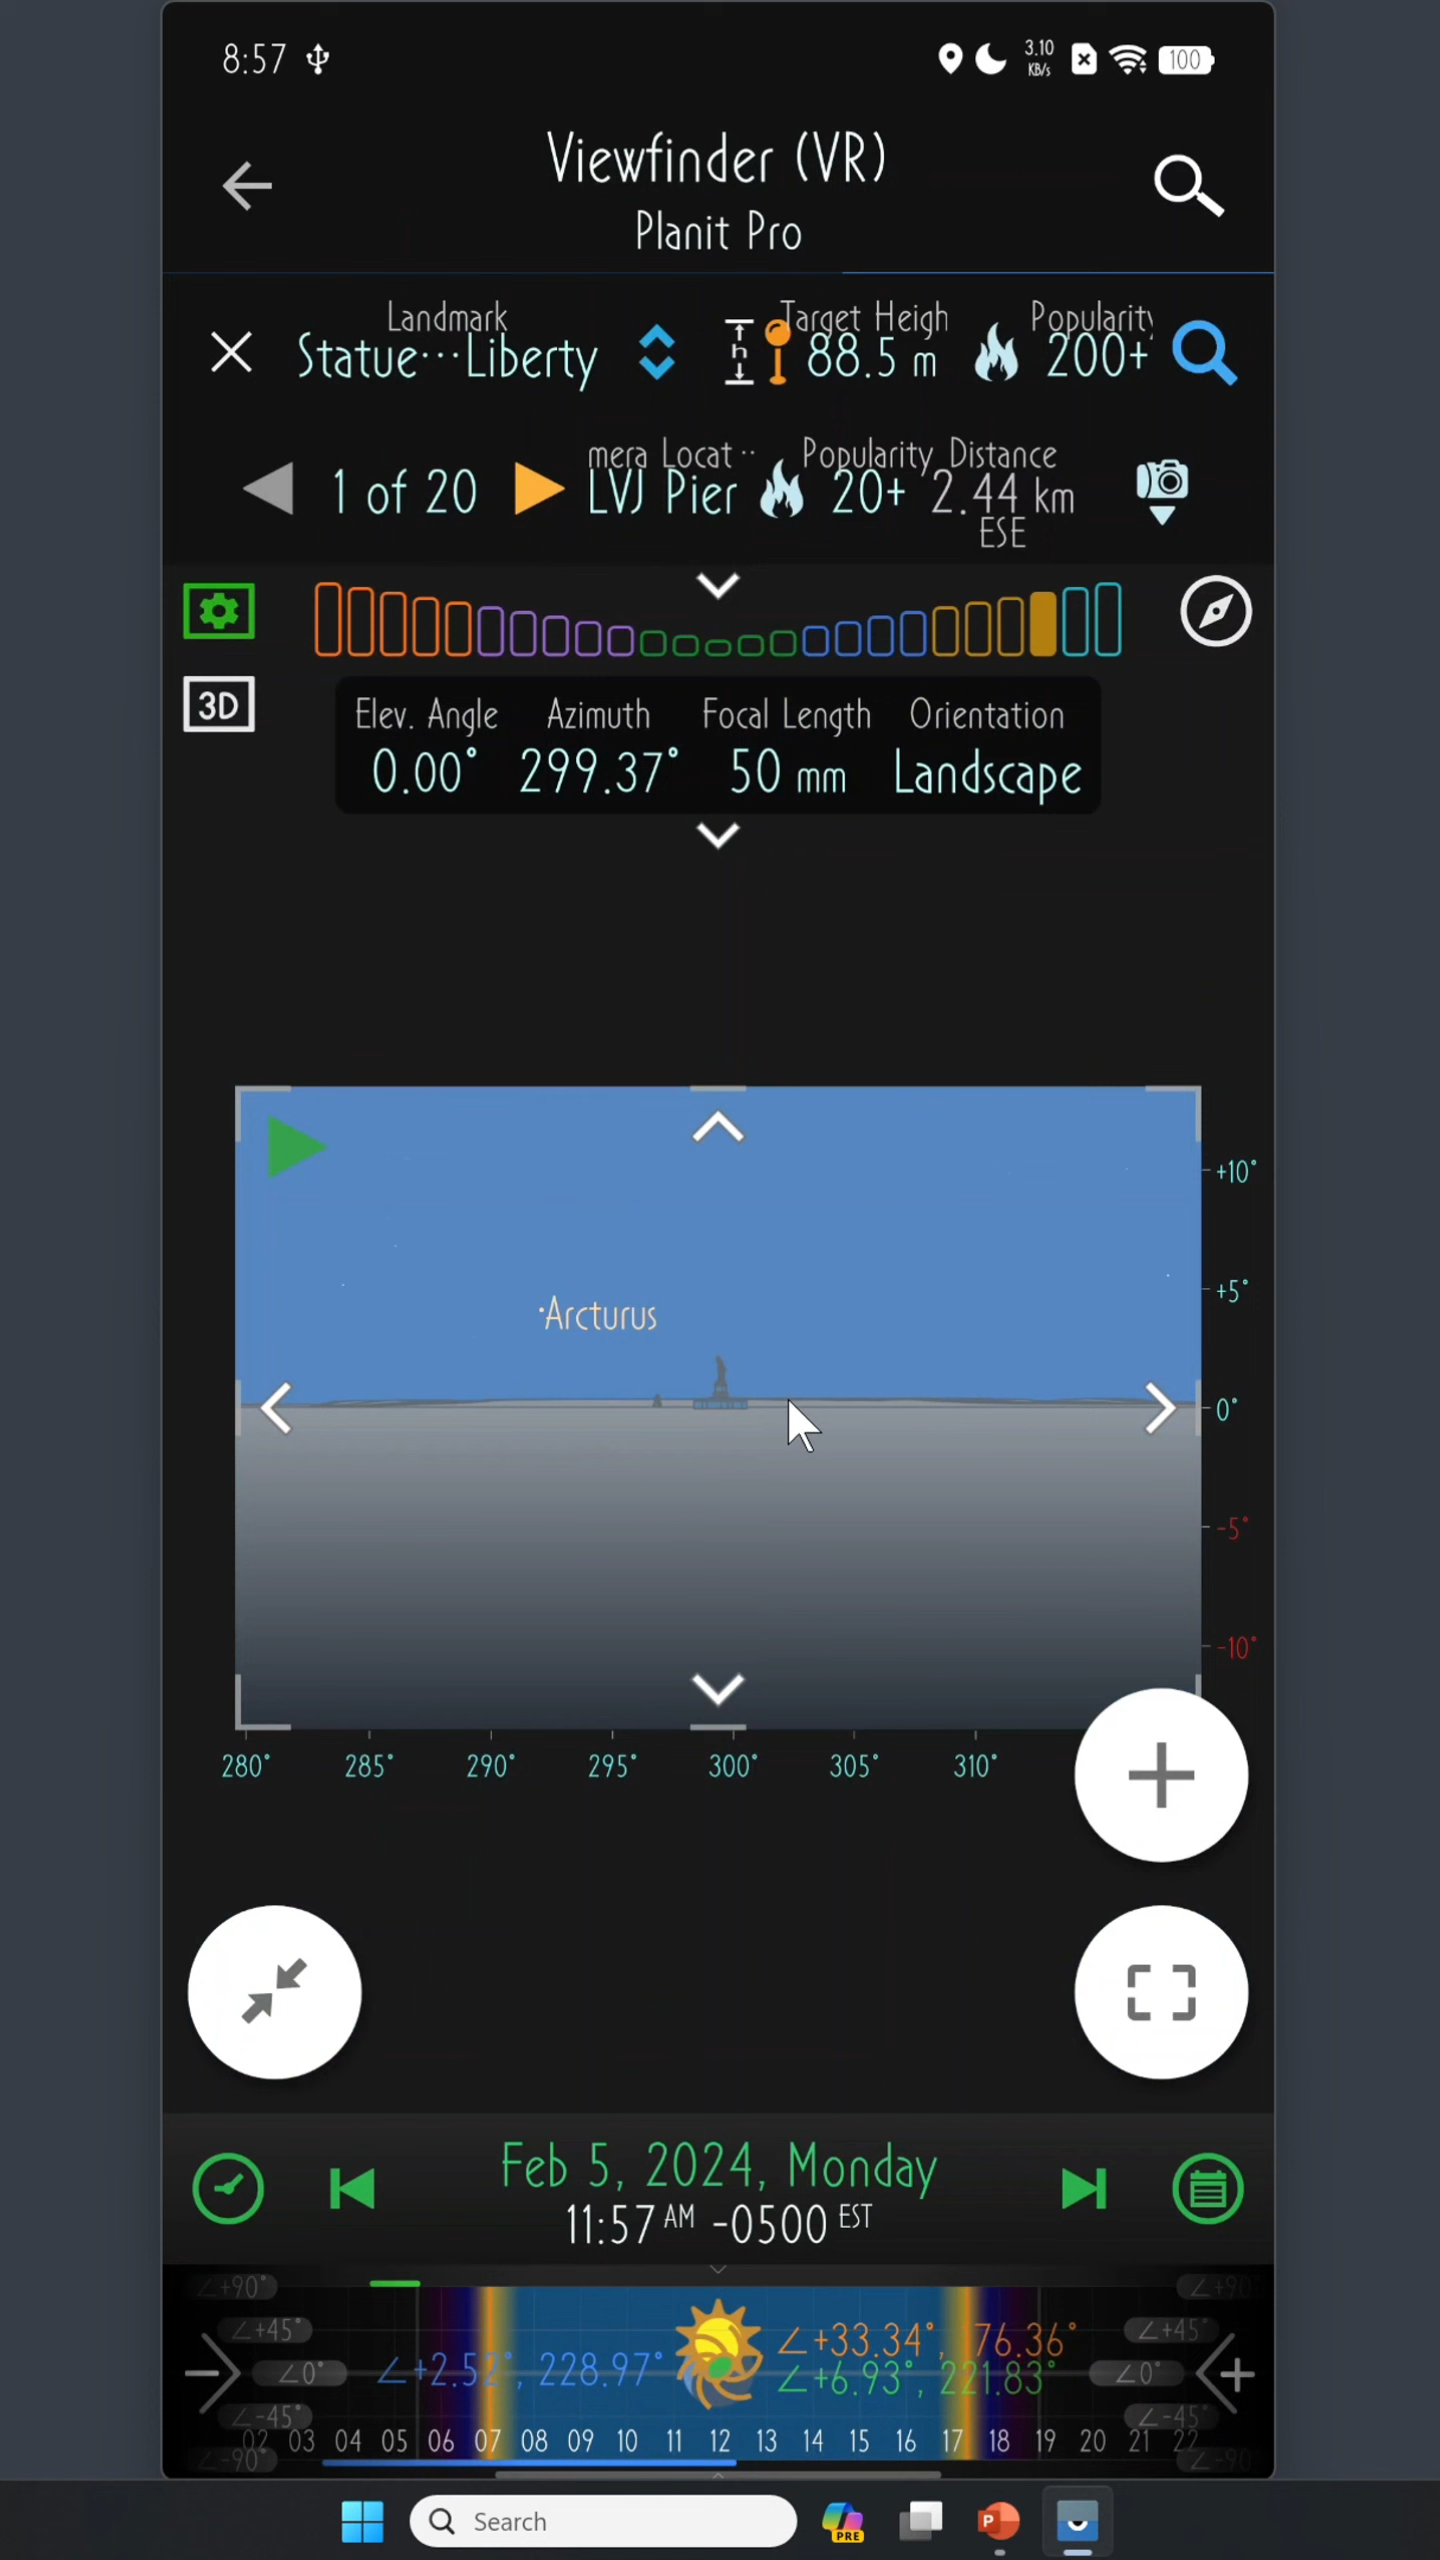 8:57
3.10
KB/s
100
Viewfinder (VR)
Planit Pro
Landmark
Statue···Liberty
h
Target Heigh
88.5 m
Popularity
200+
1 of 20
mera Locat··
LVJ Pier
Popularity
20+
Distance
2.44 km
ESE
3D
Elev. Angle Azimuth Focal Length Orientation
0.00° 299.37° 50 mm Landscape
+10°
+5°
·Arcturus
0°
-5°
-10°
280° 285° 290° 295° 300° 305° 310°
Feb 5, 2024, Monday
11:57 AM -0500 EST
∠+90° ∠+90
∠+45° ∠+45°
∠+33.34°, 176.36°
∠0° ∠+2.52°, 228.97° ∠+6.93°, 221.83° ∠0°
∠-45° ∠-45°
02 03 04 05 06 07 08 09 10 11 12 13 14 15 16 17 18 19 20 21 22
∠-90° ∠-90
Search
PRE
P